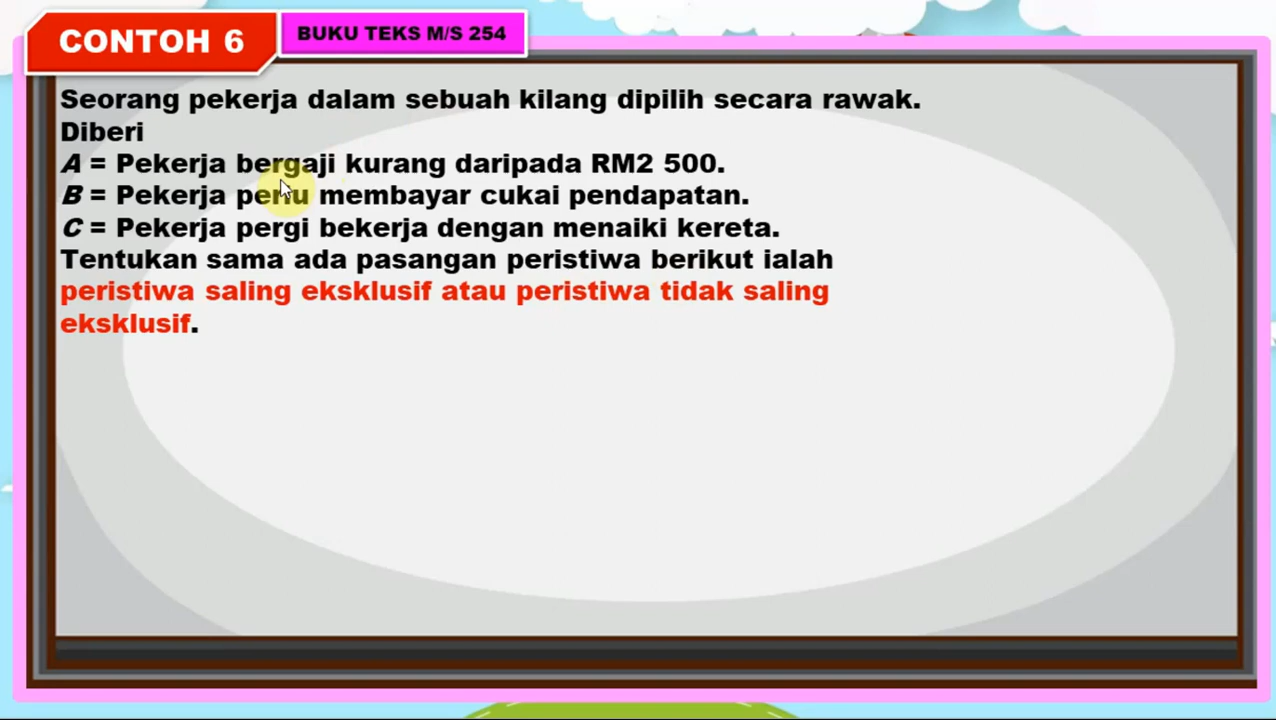 CONTOH 6
BUKU TEKS M/S 254
Seorang pekerja dalam sebuah kilang dipilih secara rawak.
Diberi
A = Pekerja bergaji kurang daripada RM2 500.
B = Pekerja perlu membayar cukai pendapatan.
C = Pekerja pergi bekerja dengan menaiki kereta.
Tentukan sama ada pasangan peristiwa berikut ialah
peristiwa saling eksklusif atau peristiwa tidak saling
eksklusif.